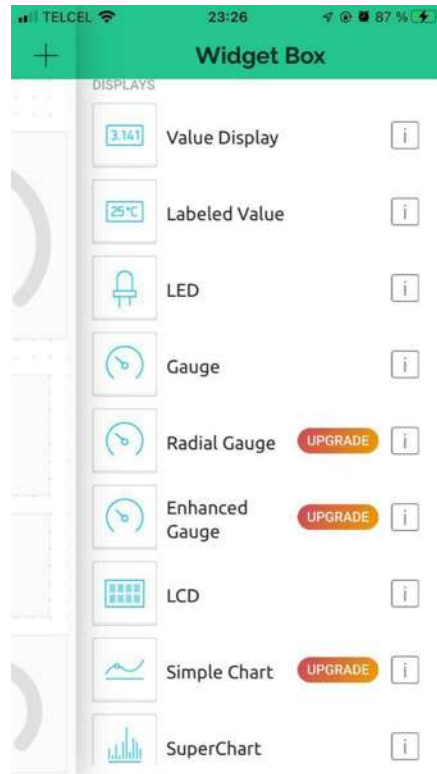 TELCEL 23:26 87 %
Widget Box
DISPLAYS
3.141 Value Display i
25°C Labeled Value i
LED i
Gauge i
Radial Gauge UPGRADE i
Enhanced
Gauge UPGRADE i
LCD i
Simple Chart UPGRADE i
SuperChart i